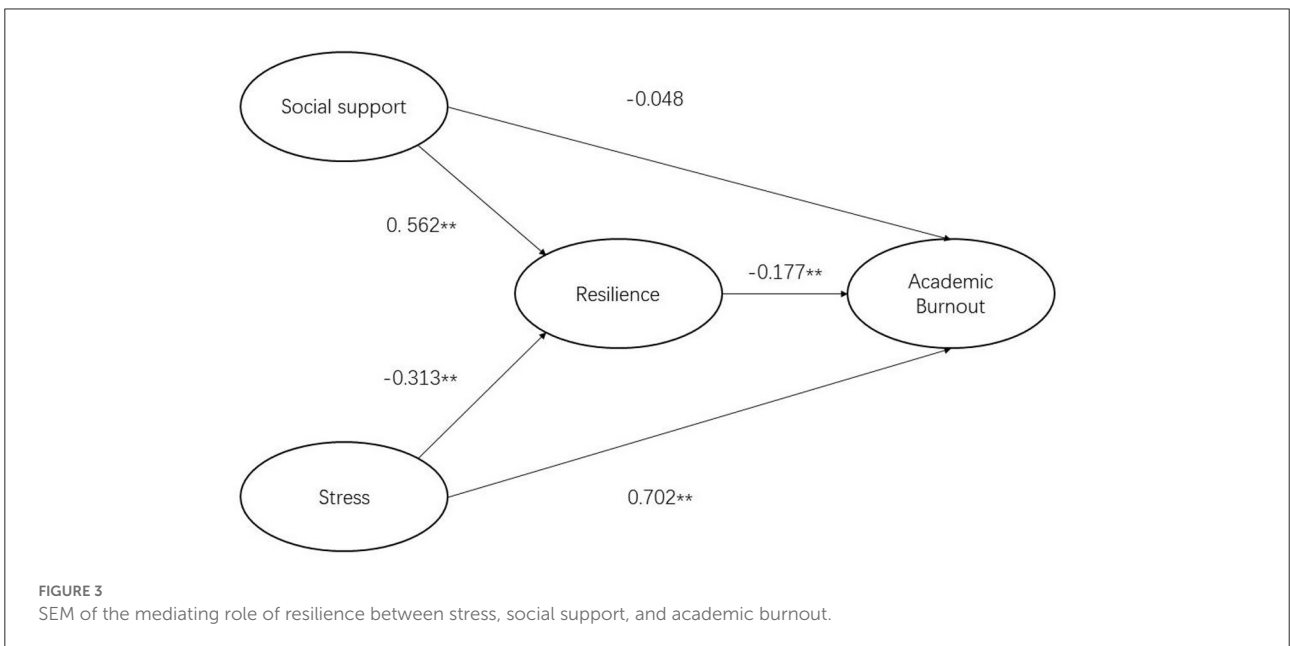 Social support
-0.048
0. 562**
-0.177**
Resilience
Academic
Burnout
-0.313**
Stress
0.702**
FIGURE 3
SEM of the mediating role of resilience between stress, social support, and academic burnout.